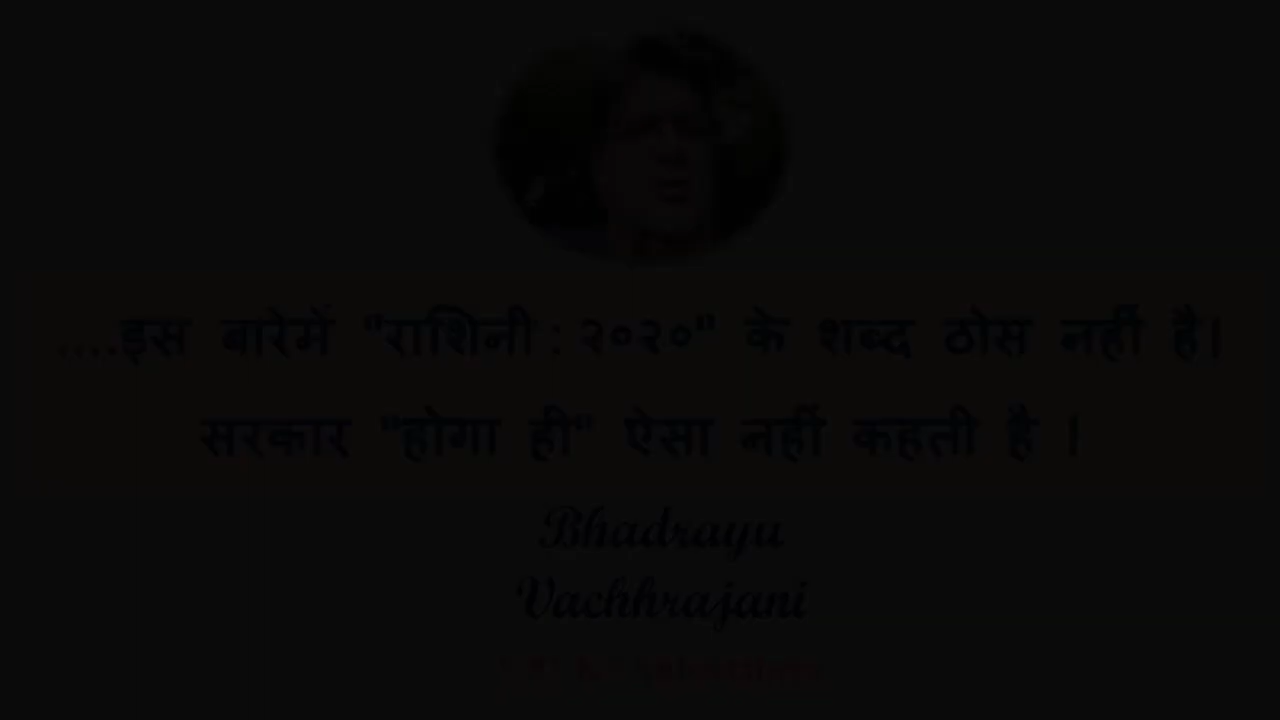 ....इस बारेमें "राशिनी : २०२०" के शब्द ठोस नहीं है।
सरकार "होगा ही" ऐसा नहीं कहती है ।
Bhadrayu
Vachhrajani